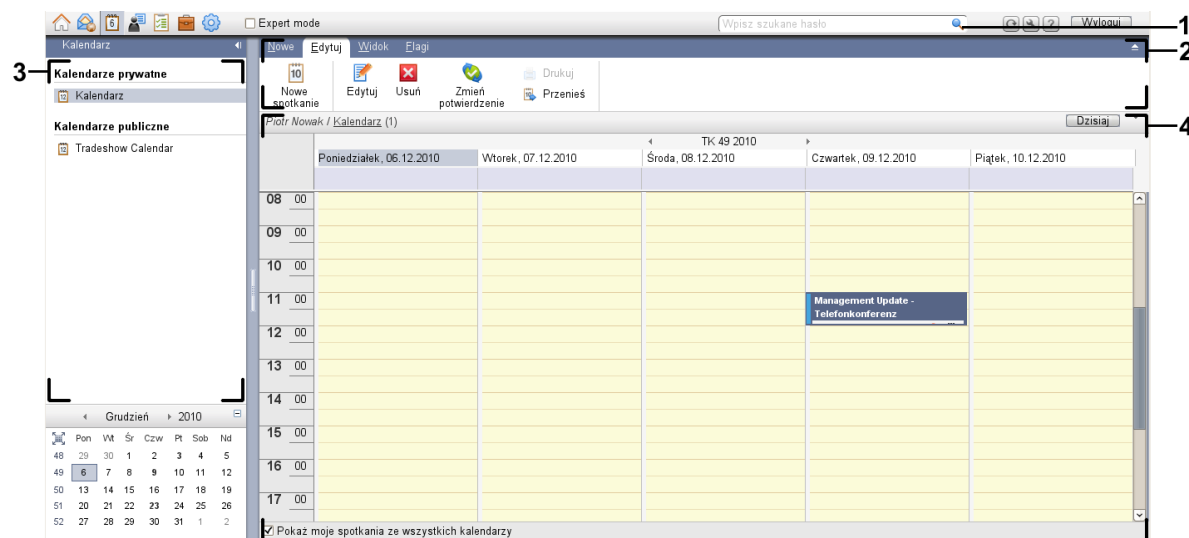 6
Expert mode
Wpisz szukane hasło
?
Wyloguj
1
Kalendarz
Nowe Edytuj Widok Flagi
2
3
Kalendarze prywatne
12 Kalendarz
Kalendarze publiczne
12 Tradeshow Calendar
10
Nowe spotkanie
Edytuj
Usuń
Zmień potwierdzenie
Drukuj
Przenieś
Piotr Nowak / Kalendarz (1)
Dzisiaj
4
TK 49 2010
Poniedziałek, 06.12.2010 Wtorek, 07.12.2010 Środa, 08.12.2010 Czwartek, 09.12.2010 Piątek, 10.12.2010
08 00
09 00
10 00
11 00
Management Update -
Telefonkonferenz
12 00
13 00
14 00
15 00
16 00
17 00
Pokaż moje spotkania ze wszystkich kalendarzy
Grudzień 2010
Pon Wt Śr Czw Pt Sob Nd
48 29 30 1 2 3 4 5
49 6 7 8 9 10 11 12
50 13 14 15 16 17 18 19
51 20 21 22 23 24 25 26
52 27 28 29 30 31 1 2